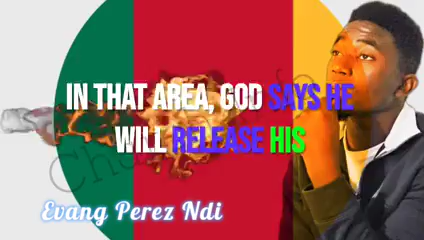 IN THAT AREA, GOD SAYS HE
WILL RELEASE HIS
Evang Perez Ndi